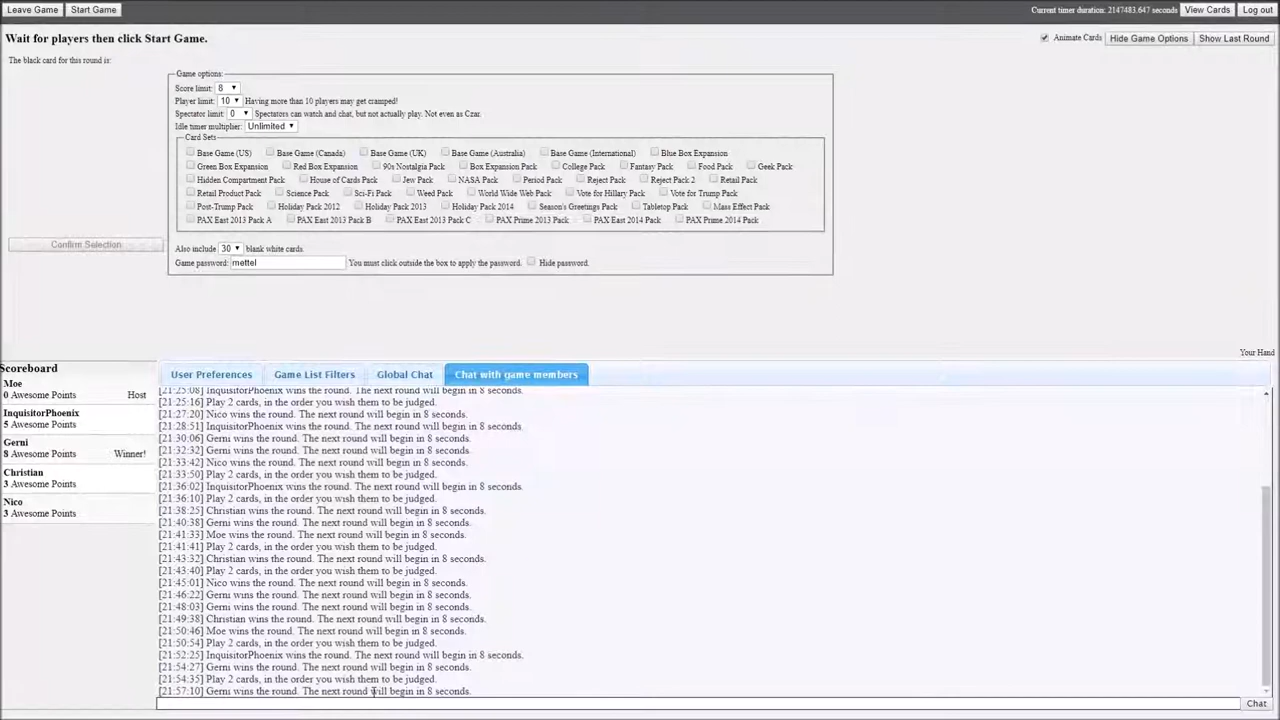 Leave Game Start Game Current timer duration: 2147483.647 seconds View Cards Log out
Wait for players then click Start Game. Animate Cards Hide Game Options Show Last Round
The black card for this round is:
Game options:
Score limit: 8
Player limit: 10 Having more than 10 players may get cramped!
Spectator limit: 0 Spectators can watch and chat, but not actually play. Not even as Czar.
Idle timer multiplier: Unlimited
Card Sets
Base Game (US) Base Game (Canada) Base Game (UK) Base Game (Australia) Base Game (International) Blue Box Expansion
Green Box Expansion Red Box Expansion 90s Nostalgia Pack Box Expansion Pack College Pack Fantasy Pack Food Pack Geek Pack
Hidden Compartment Pack House of Cards Pack Jew Pack NASA Pack Period Pack Reject Pack Reject Pack 2 Retail Pack
Retail Product Pack Science Pack Sci-Fi Pack Weed Pack World Wide Web Pack Vote for Hillary Pack Vote for Trump Pack
Post-Trump Pack Holiday Pack 2012 Holiday Pack 2013 Holiday Pack 2014 Season's Greetings Pack Tabletop Pack Mass Effect Pack
PAX East 2013 Pack A PAX East 2013 Pack B PAX East 2013 Pack C PAX Prime 2013 Pack PAX East 2014 Pack PAX Prime 2014 Pack
Confirm Selection
Also include 30 blank white cards.
Game password: mettel You must click outside the box to apply the password. Hide password.
Your Hand
Scoreboard
Moe
0 Awesome Points Host
InquisitorPhoenix
5 Awesome Points
Gerni
8 Awesome Points Winner!
Christian
3 Awesome Points
Nico
3 Awesome Points
User Preferences Game List Filters Global Chat Chat with game members
[21:25:08] InquisitorPhoenix wins the round. The next round will begin in 8 seconds.
[21:25:16] Play 2 cards, in the order you wish them to be judged.
[21:27:20] Nico wins the round. The next round will begin in 8 seconds.
[21:28:51] InquisitorPhoenix wins the round. The next round will begin in 8 seconds.
[21:30:06] Gerni wins the round. The next round will begin in 8 seconds.
[21:32:32] Gerni wins the round. The next round will begin in 8 seconds.
[21:33:42] Nico wins the round. The next round will begin in 8 seconds.
[21:33:50] Play 2 cards, in the order you wish them to be judged.
[21:36:02] InquisitorPhoenix wins the round. The next round will begin in 8 seconds.
[21:36:10] Play 2 cards, in the order you wish them to be judged.
[21:38:25] Christian wins the round. The next round will begin in 8 seconds.
[21:40:38] Gerni wins the round. The next round will begin in 8 seconds.
[21:41:33] Moe wins the round. The next round will begin in 8 seconds.
[21:41:41] Play 2 cards, in the order you wish them to be judged.
[21:43:32] Christian wins the round. The next round will begin in 8 seconds.
[21:43:40] Play 2 cards, in the order you wish them to be judged.
[21:45:01] Nico wins the round. The next round will begin in 8 seconds.
[21:46:22] Gerni wins the round. The next round will begin in 8 seconds.
[21:48:03] Gerni wins the round. The next round will begin in 8 seconds.
[21:49:38] Christian wins the round. The next round will begin in 8 seconds.
[21:50:46] Moe wins the round. The next round will begin in 8 seconds.
[21:50:54] Play 2 cards, in the order you wish them to be judged.
[21:52:25] InquisitorPhoenix wins the round. The next round will begin in 8 seconds.
[21:54:27] Gerni wins the round. The next round will begin in 8 seconds.
[21:54:35] Play 2 cards, in the order you wish them to be judged.
[21:57:10] Gerni wins the round. The next round will begin in 8 seconds.
Chat